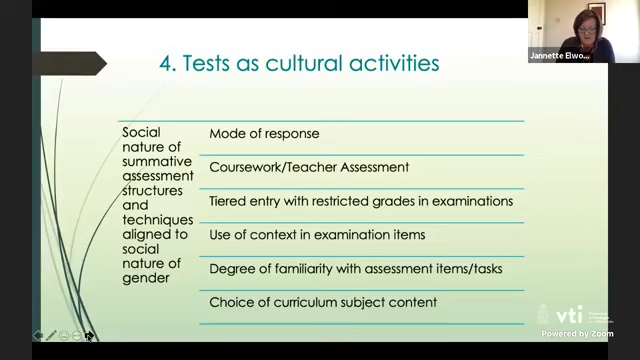 Jannette Elwo...
4. Tests as cultural activities
Social
nature of
summative
assessment
structures
and
techniques
aligned to
social
nature of
gender
Mode of response
Coursework/Teacher Assessment
Tiered entry with restricted grades in examinations
Use of context in examination items
Degree of familiarity with assessment items/tasks
Choice of curriculum subject content
vti
Powered by Zoom